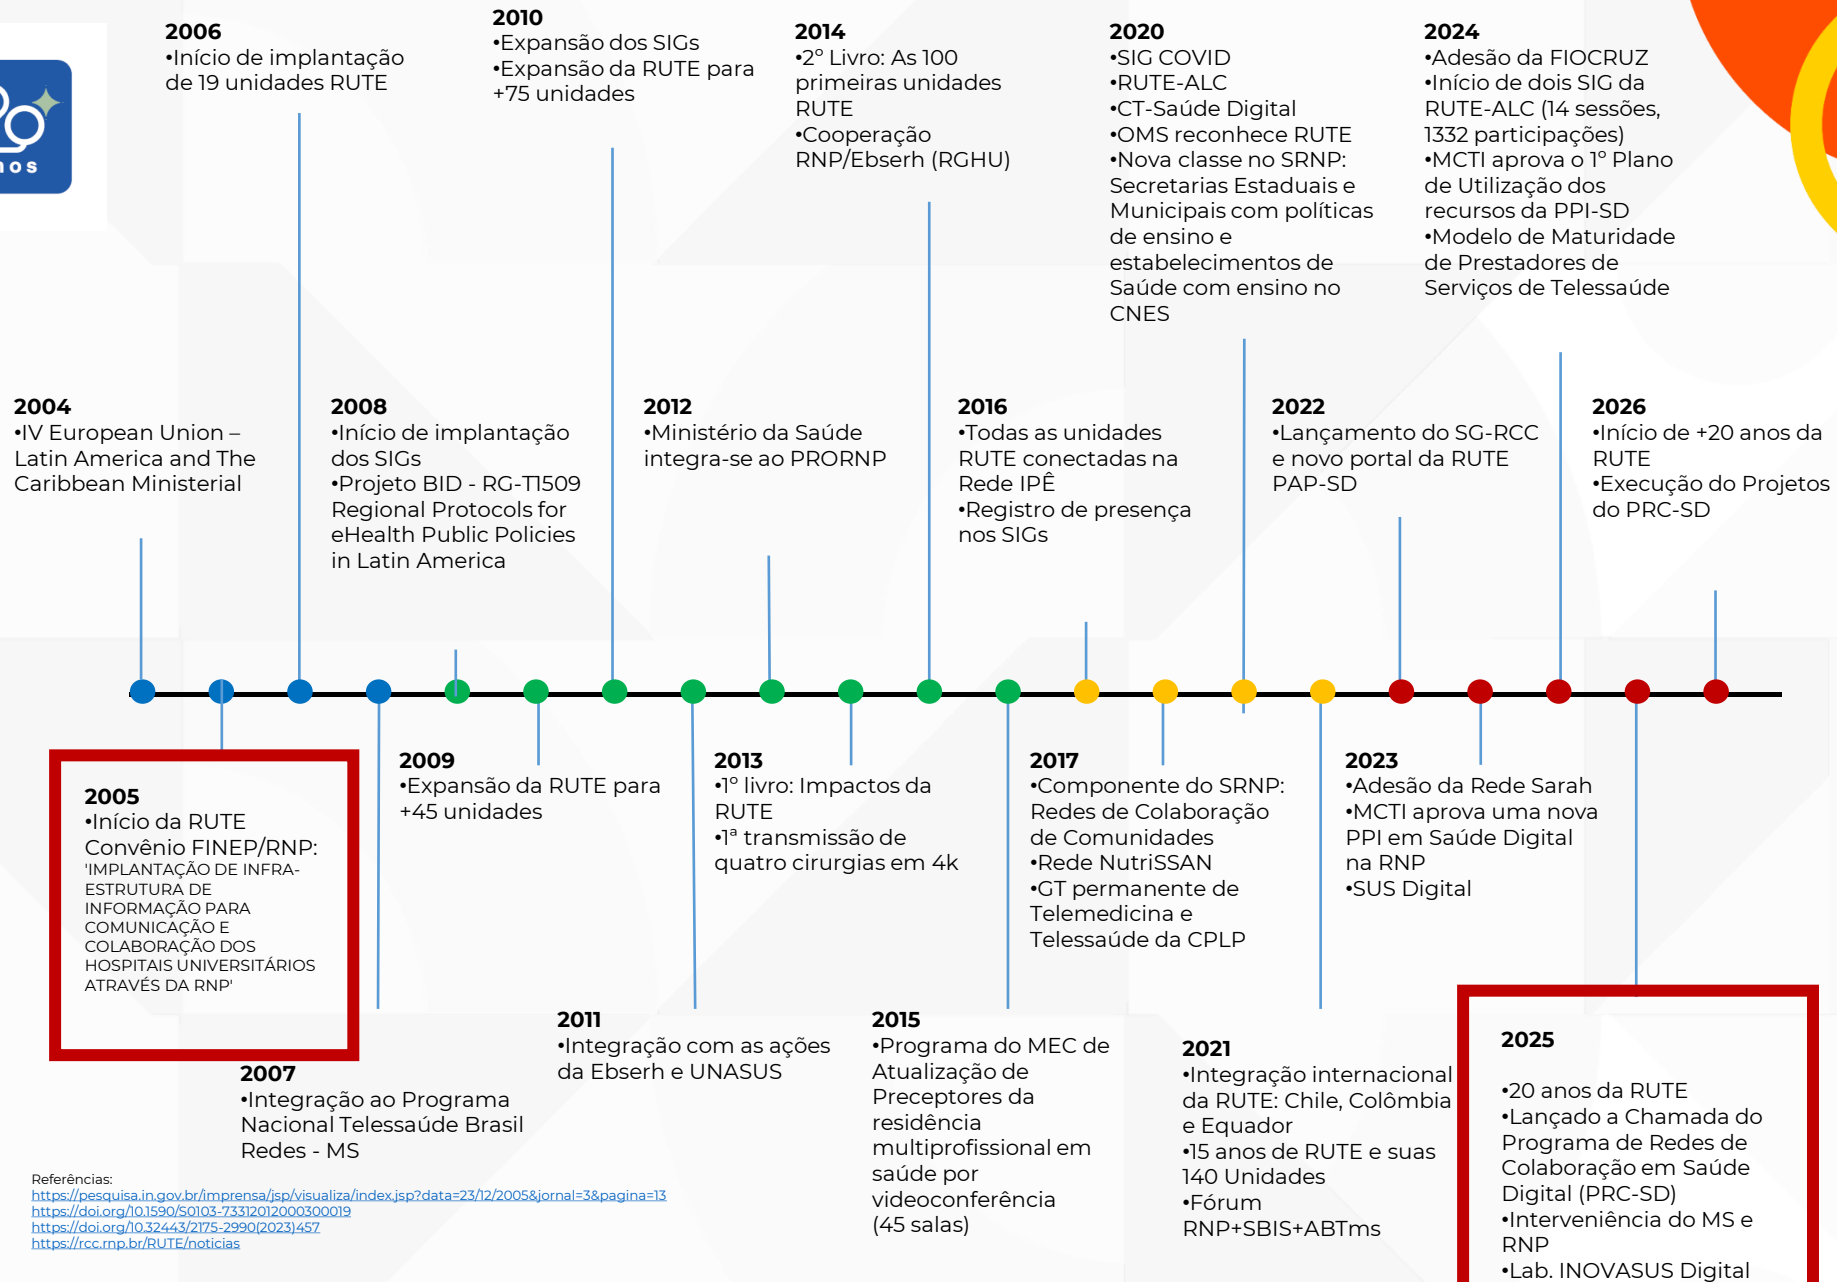 nos
2004
•IV European Union –
Latin America and The
Caribbean Ministerial
2005
•Início da RUTE
Convênio FINEP/RNP:
'IMPLANTAÇÃO DE INFRA-
ESTRUTURA DE
INFORMAÇÃO PARA
COMUNICAÇÃO E
COLABORAÇÃO DOS
HOSPITAIS UNIVERSITÁRIOS
ATRAVÉS DA RNP'
2006
•Início de implantação
de 19 unidades RUTE
2007
•Integração ao Programa
Nacional Telessaúde Brasil
Redes - MS
2008
•Início de implantação
dos SIGs
•Projeto BID - RG-T1509
Regional Protocols for
eHealth Public Policies
in Latin America
2009
•Expansão da RUTE para
+45 unidades
2010
•Expansão dos SIGs
•Expansão da RUTE para
+75 unidades
2011
•Integração com as ações
da Ebserh e UNASUS
2012
•Ministério da Saúde
integra-se ao PRORNP
2013
•1º livro: Impactos da
RUTE
•1ª transmissão de
quatro cirurgias em 4k
2014
•2º Livro: As 100
primeiras unidades
RUTE
•Cooperação
RNP/Ebserh (RGHU)
2015
•Programa do MEC de
Atualização de
Preceptores da
residência
multiprofissional em
saúde por
videoconferência
(45 salas)
2016
•Todas as unidades
RUTE conectadas na
Rede IPÊ
•Registro de presença
nos SIGs
2017
•Componente do SRNP:
Redes de Colaboração
de Comunidades
•Rede NutriSSAN
•GT permanente de
Telemedicina e
Telessaúde da CPLP
2020
•SIG COVID
•RUTE-ALC
•CT-Saúde Digital
•OMS reconhece RUTE
•Nova classe no SRNP:
Secretarias Estaduais e
Municipais com políticas
de ensino e
estabelecimentos de
Saúde com ensino no
CNES
2021
•Integração internacional
da RUTE: Chile, Colômbia
e Equador
•15 anos de RUTE e suas
140 Unidades
•Fórum
RNP+SBIS+ABTms
2022
•Lançamento do SG-RCC
e novo portal da RUTE
PAP-SD
2023
•Adesão da Rede Sarah
•MCTI aprova uma nova
PPI em Saúde Digital
na RNP
•SUS Digital
2024
•Adesão da FIOCRUZ
•Início de dois SIG da
RUTE-ALC (14 sessões,
1332 participações)
•MCTI aprova o 1º Plano
de Utilização dos
recursos da PPI-SD
•Modelo de Maturidade
de Prestadores de
Serviços de Telessaúde
2025
•20 anos da RUTE
•Lançado a Chamada do
Programa de Redes de
Colaboração em Saúde
Digital (PRC-SD)
•Interveniência do MS e
RNP
•Lab. INOVASUS Digital
2026
•Início de +20 anos da
RUTE
•Execução do Projetos
do PRC-SD
Referências:
https://pesquisa.in.gov.br/imprensa/jsp/visualiza/index.jsp?data=23/12/2005&jornal=3&pagina=13
https://doi.org/10.1590/S0103-73312012000300019
https://doi.org/10.32443/2175-2990(2023)457
https://rcc.rnp.br/RUTE/noticias